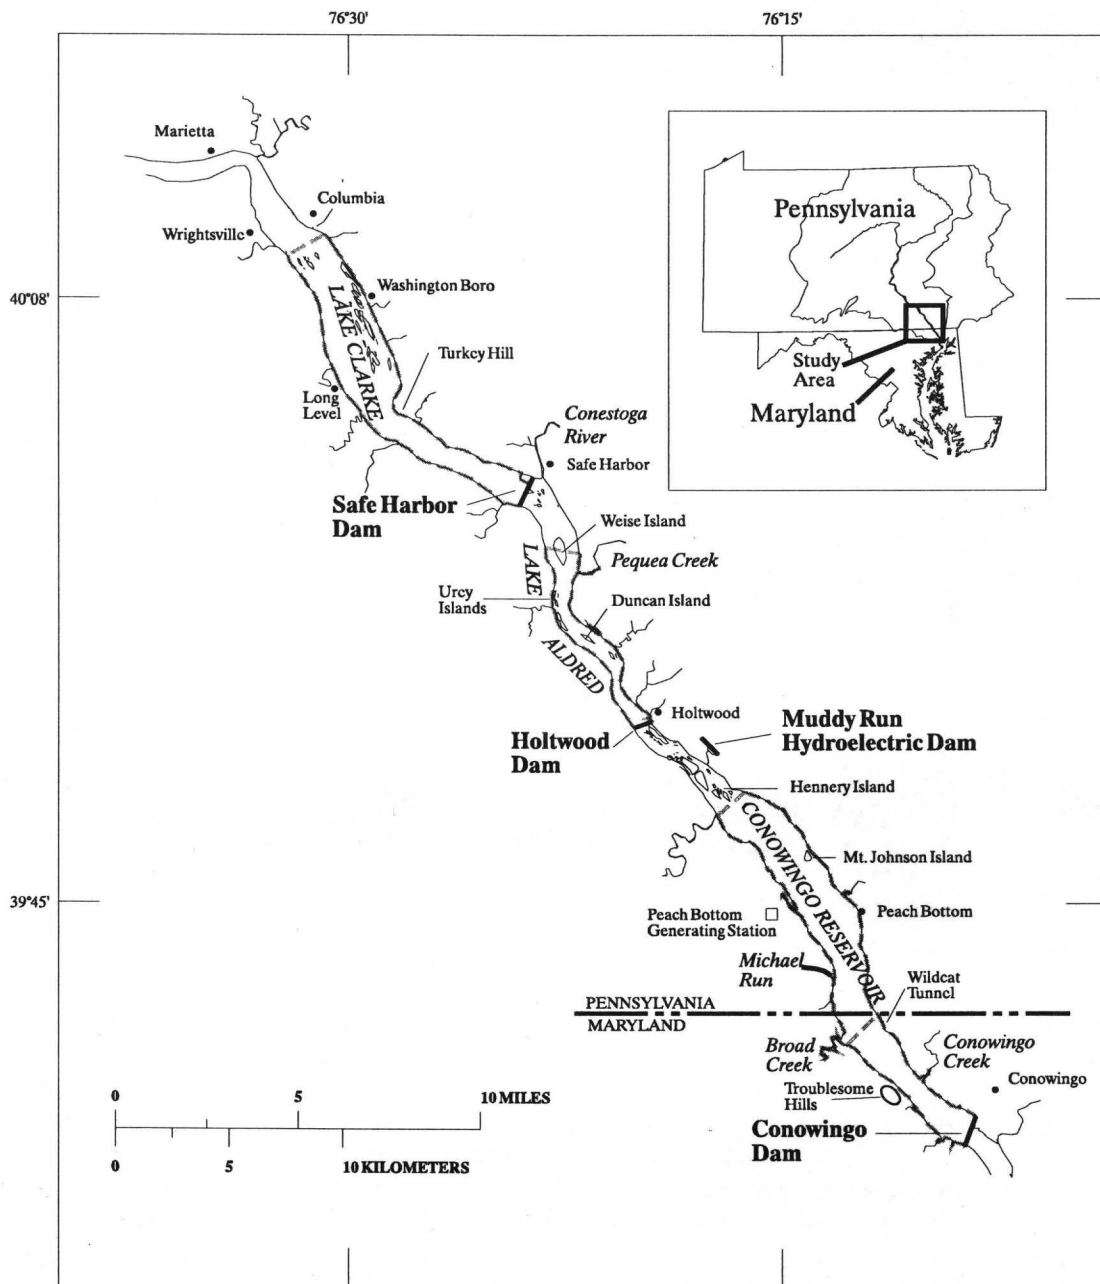 76°30'
76°15'
Marietta
Columbia
Wrightsville
40°08'
Washington Boro
LAKE CLARKE
Turkey Hill
Long
Level
Conestoga
River
Safe Harbor
Safe Harbor
Dam
Weise Island
LAKE
Pequea Creek
Urey
Islands
Duncan Island
ALDRED
Holtwood
Muddy Run
Hydroelectric Dam
Holtwood
Dam
Hennery Island
CONOWINGO RESERVOIR
Mt. Johnson Island
39°45'
Peach Bottom
Generating Station
Peach Bottom
Michael
Run
Wildcat
Tunnel
PENNSYLVANIA
MARYLAND
Broad
Creek
Conowingo
Creek
Conowingo
Troublesome
Hills
Conowingo
Dam
Pennsylvania
Study
Area
Maryland
0 5 10 MILES
0 5 10 KILOMETERS